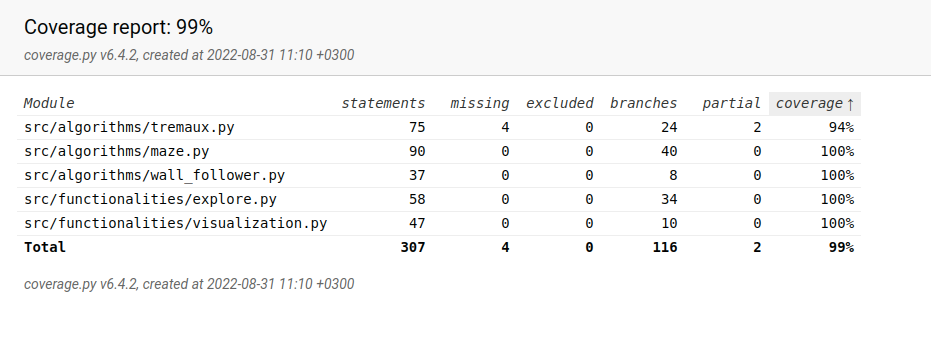 Coverage report: 99%
coverage.py v6.4.2, created at 2022-08-31 11:10 +0300
Module statements missing excluded branches partial coverage ↑
src/algorithms/tremaux.py 75 4 0 24 2 94%
src/algorithms/maze.py 90 0 0 40 0 100%
src/algorithms/wall_follower.py 37 0 0 8 0 100%
src/functionalities/explore.py 58 0 0 34 0 100%
src/functionalities/visualization.py 47 0 0 10 0 100%
Total 307 4 0 116 2 99%
coverage.py v6.4.2, created at 2022-08-31 11:10 +0300